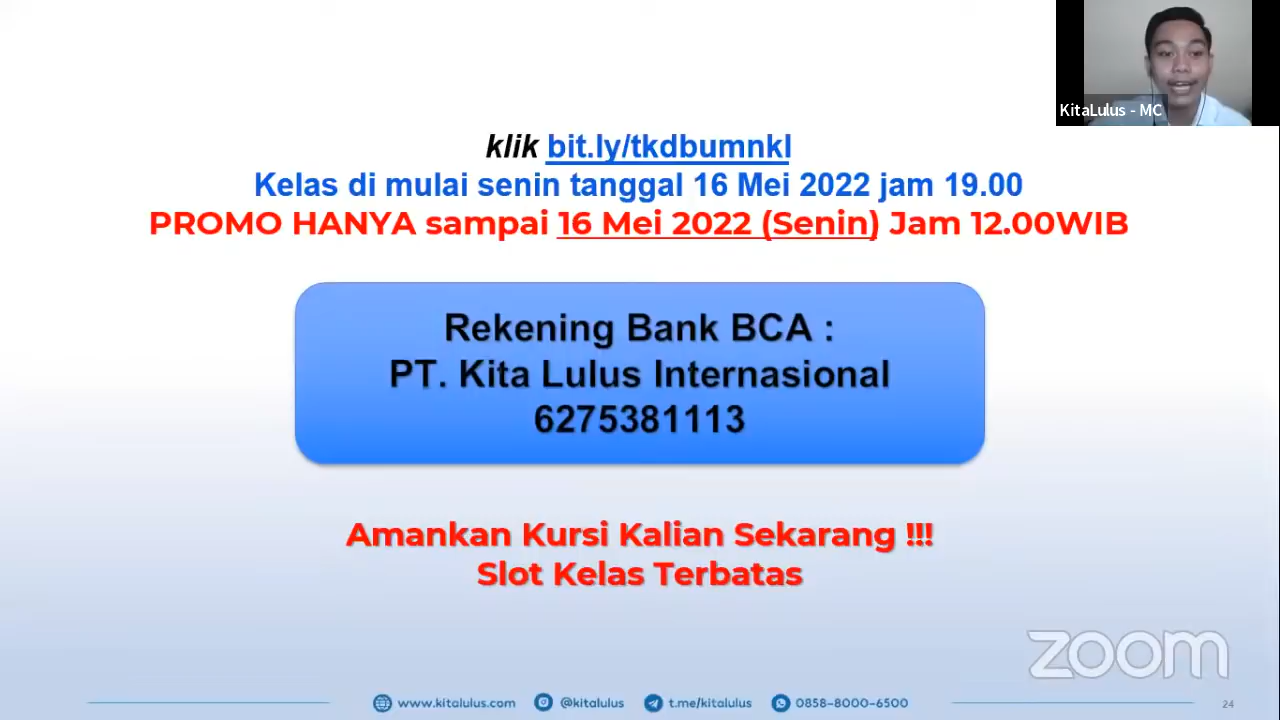 KitaLulus - MC
klik bit.ly/tkdbumnkl
Kelas di mulai senin tanggal 16 Mei 2022 jam 19.00
PROMO HANYA sampai 16 Mei 2022 (Senin) Jam 12.00WIB
Rekening Bank BCA :
PT. Kita Lulus Internasional
6275381113
Amankan Kursi Kalian Sekarang !!!
Slot Kelas Terbatas
zoom
www.kitalulus.com @kitalulus t.me/kitalulus 0858-8000-6500
24